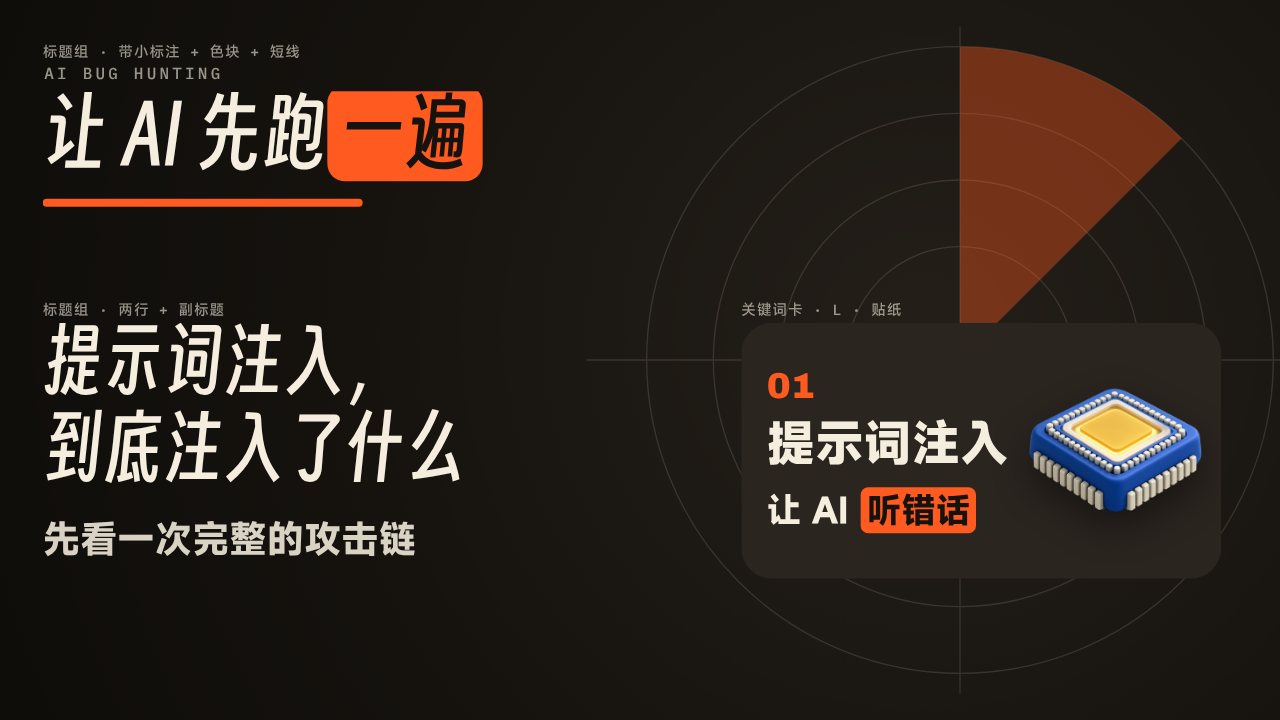 标题组 · 带小标注 + 色块 + 短线
AI BUG HUNTING
让 AI 先跑一遍
标题组 · 两行 + 副标题
提示词注入，
到底注入了什么
先看一次完整的攻击链
关键词卡 · L · 贴纸
01
提示词注入
让 AI 听错话